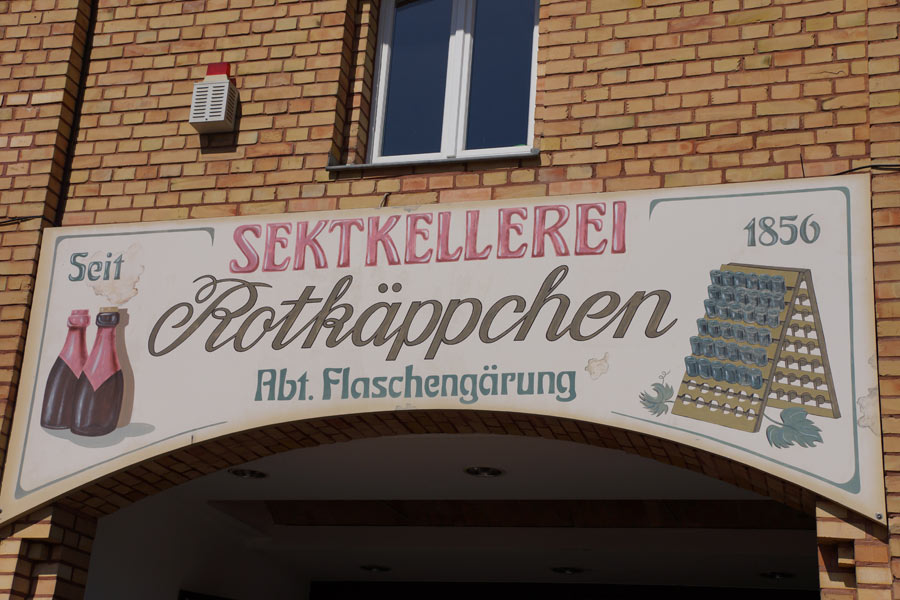 Seit
SEKTKELLEREI
1856
Rotkäppchen
Abt. Flaschengärung